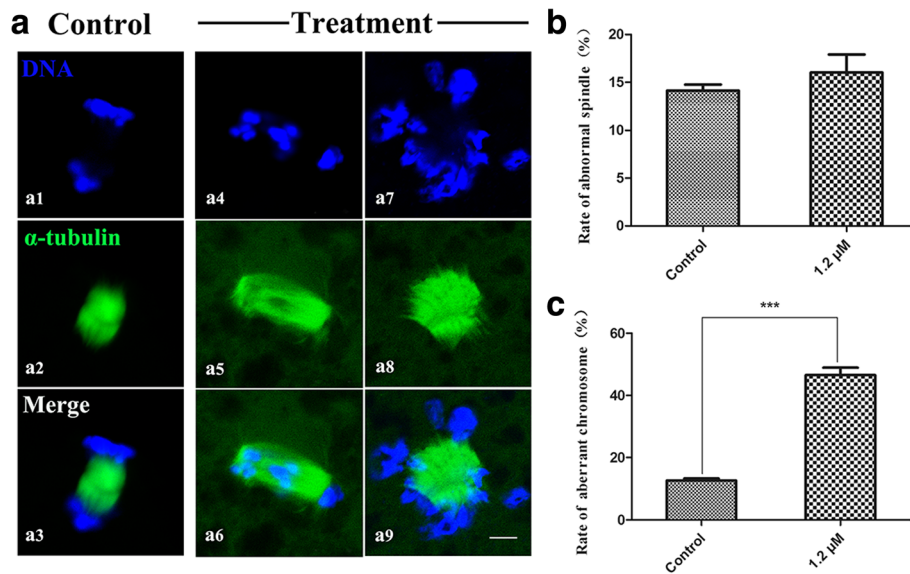 a Control Treatment
DNA
a1 a4 a7
α-tubulin
a2 a5 a8
Merge
a3 a6 a9
b
Rate of abnormal spindle (%)
20
15
10
5
0
Control 1.2 μM
c
Rate of aberrant chromosome (%)
***
60
40
20
0
Control 1.2 μM